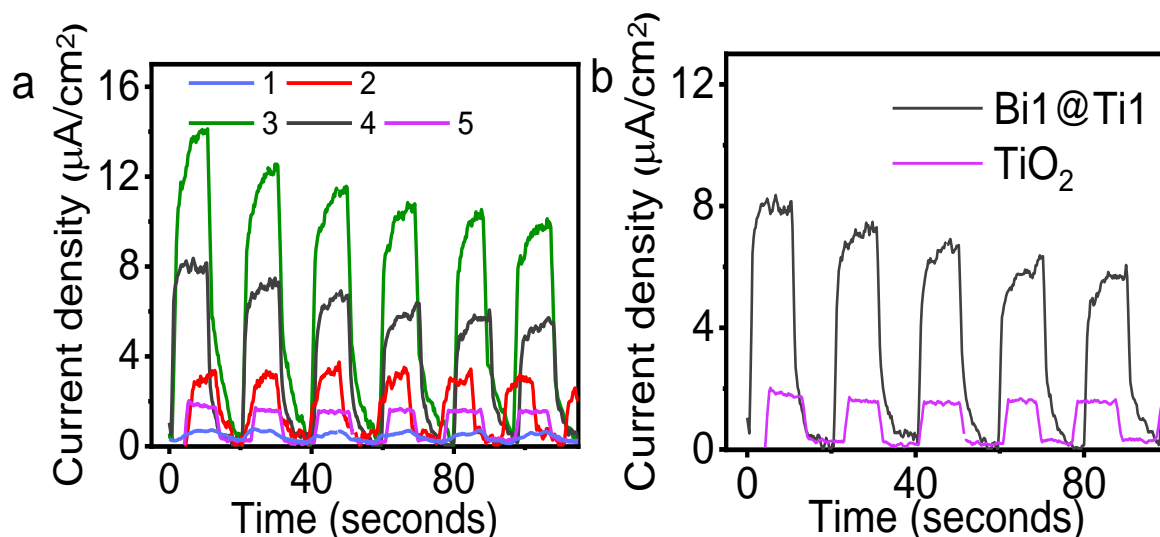 a
Current density (μA/cm²)
16
12
8
4
0
1 2
3 4 5
0 40 80
Time (seconds)
b
Current density (μA/cm²)
12
8
4
0
Bi1@Ti1
TiO₂
0 40 80
Time (seconds)